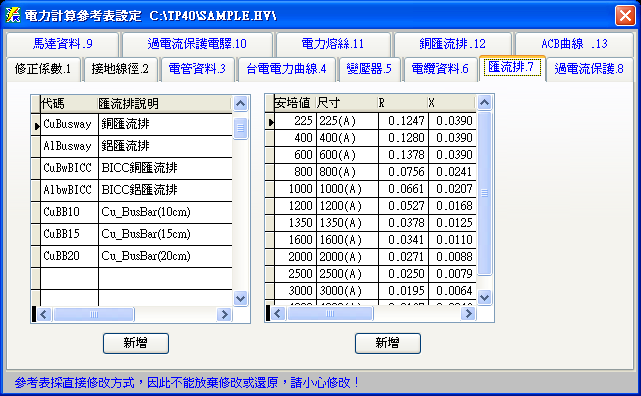 電力計算參考表設定 C:\TP40\SAMPLE.HV\
馬達資料.9 過電流保護電驛.10 電力熔絲.11 銅匯流排.12 ACB曲線 .13
修正係數.1 接地線徑.2 電管資料.3 台電電力曲線.4 變壓器.5 電纜資料.6 匯流排.7 過電流保護.8
代碼 匯流排說明
CuBusway 銅匯流排
AlBusway 鋁匯流排
CuBwBICC BICC銅匯流排
AlbwBICC BICC鋁匯流排
CuBB10 Cu_BusBar(10cm)
CuBB15 Cu_BusBar(15cm)
CuBB20 Cu_BusBar(20cm)
新增
安培值 尺寸 R X
225 225(A) 0.1247 0.0390
400 400(A) 0.1280 0.0390
600 600(A) 0.1378 0.0390
800 800(A) 0.0756 0.0241
1000 1000(A) 0.0661 0.0207
1200 1200(A) 0.0527 0.0168
1350 1350(A) 0.0378 0.0125
1600 1600(A) 0.0341 0.0110
2000 2000(A) 0.0271 0.0088
2500 2500(A) 0.0250 0.0079
3000 3000(A) 0.0195 0.0064
新增
參考表採直接修改方式，因此不能放棄修改或還原，請小心修改！